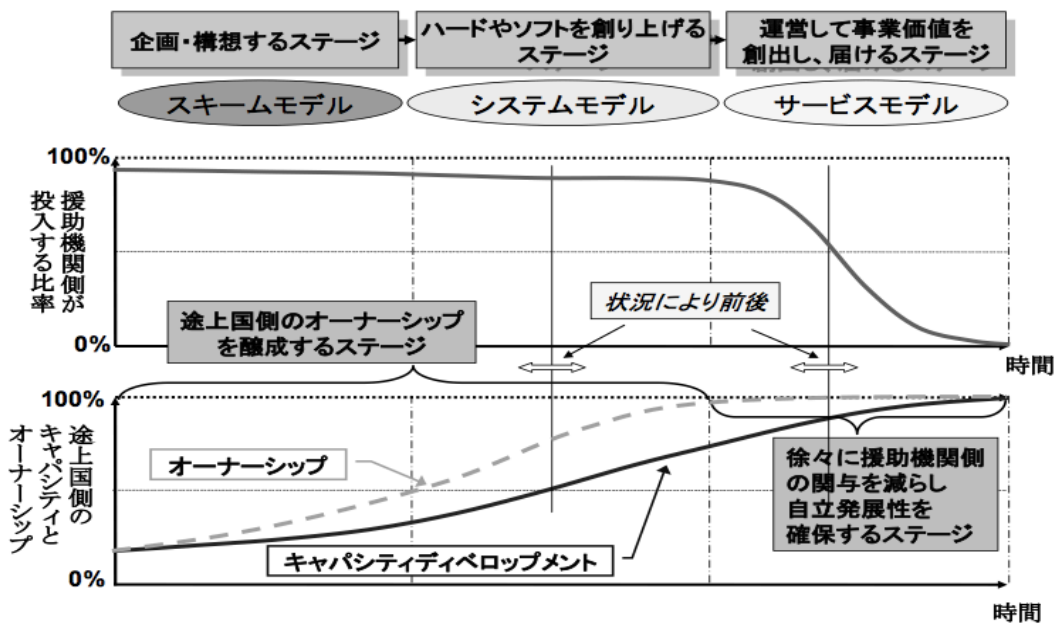 企画・構想するステージ
ハードやソフトを創り上げる
ステージ
運営して事業価値を
創出し、届けるステージ
スキームモデル
システムモデル
サービスモデル
100%
援助機関側が
投入する比率
0%
時間
状況により前後
途上国側のオーナーシップ
を醸成するステージ
100%
途上国側の
キャパシティと
オーナーシップ
0%
時間
オーナーシップ
キャパシティディベロップメント
徐々に援助機関側
の関与を減らし
自立発展性を
確保するステージ